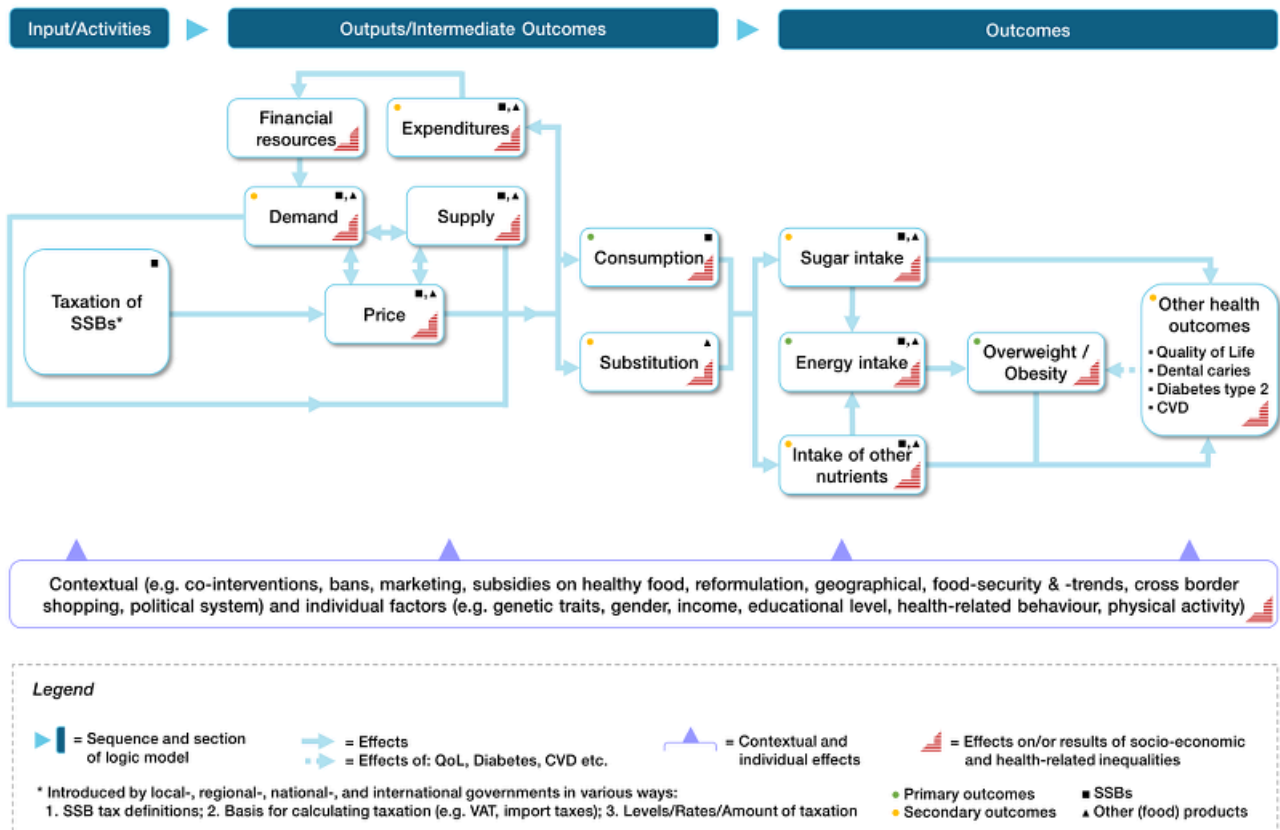 Input/Activities
Outputs/Intermediate Outcomes
Outcomes
Financial
resources
Expenditures
Demand
Supply
Taxation of
SSBs*
Price
Consumption
Substitution
Sugar intake
Energy intake
Intake of other
nutrients
Overweight /
Obesity
Other health
outcomes
• Quality of Life
• Dental caries
• Diabetes type 2
• CVD
Contextual (e.g. co-interventions, bans, marketing, subsidies on healthy food, reformulation, geographical, food-security & -trends, cross border
shopping, political system) and individual factors (e.g. genetic traits, gender, income, educational level, health-related behaviour, physical activity)
Legend
= Sequence and section
of logic model
= Effects
= Effects of: QoL, Diabetes, CVD etc.
= Contextual and
individual effects
= Effects on/or results of socio-economic
and health-related inequalities
* Introduced by local-, regional-, national-, and international governments in various ways:
1. SSB tax definitions; 2. Basis for calculating taxation (e.g. VAT, import taxes); 3. Levels/Rates/Amount of taxation
Primary outcomes
Secondary outcomes
SSBs
Other (food) products